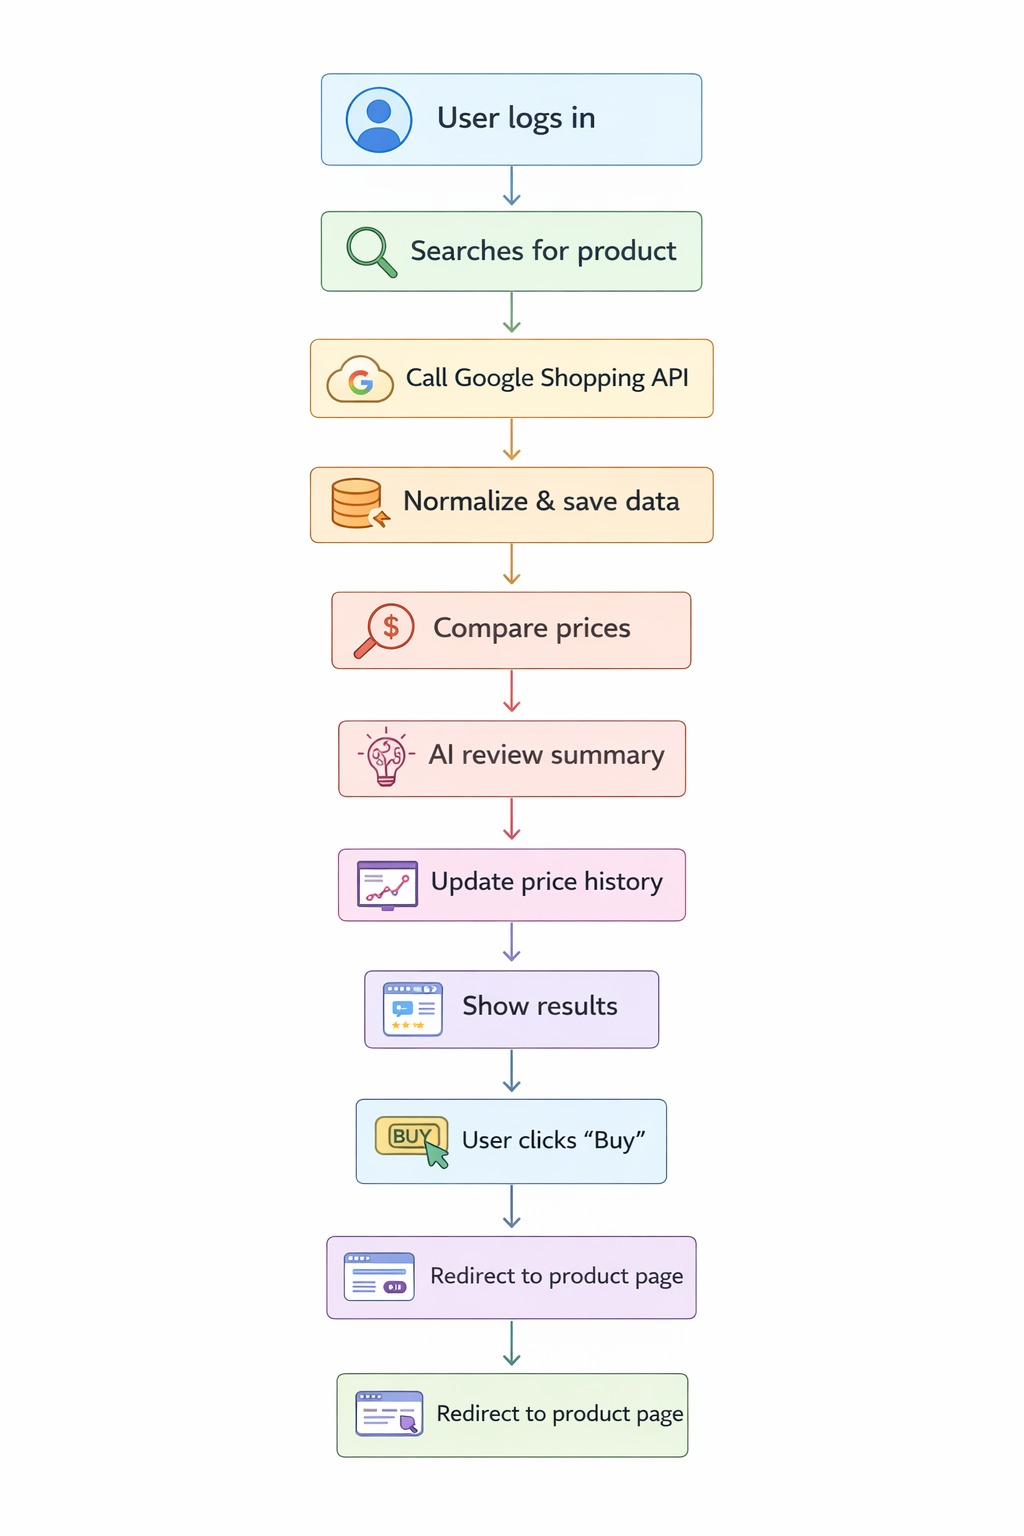 User logs in
Searches for product
G
Call Google Shopping API
Normalize & save data
$
Compare prices
AI review summary
Update price history
Show results
BUY
User clicks “Buy”
Redirect to product page
Redirect to product page